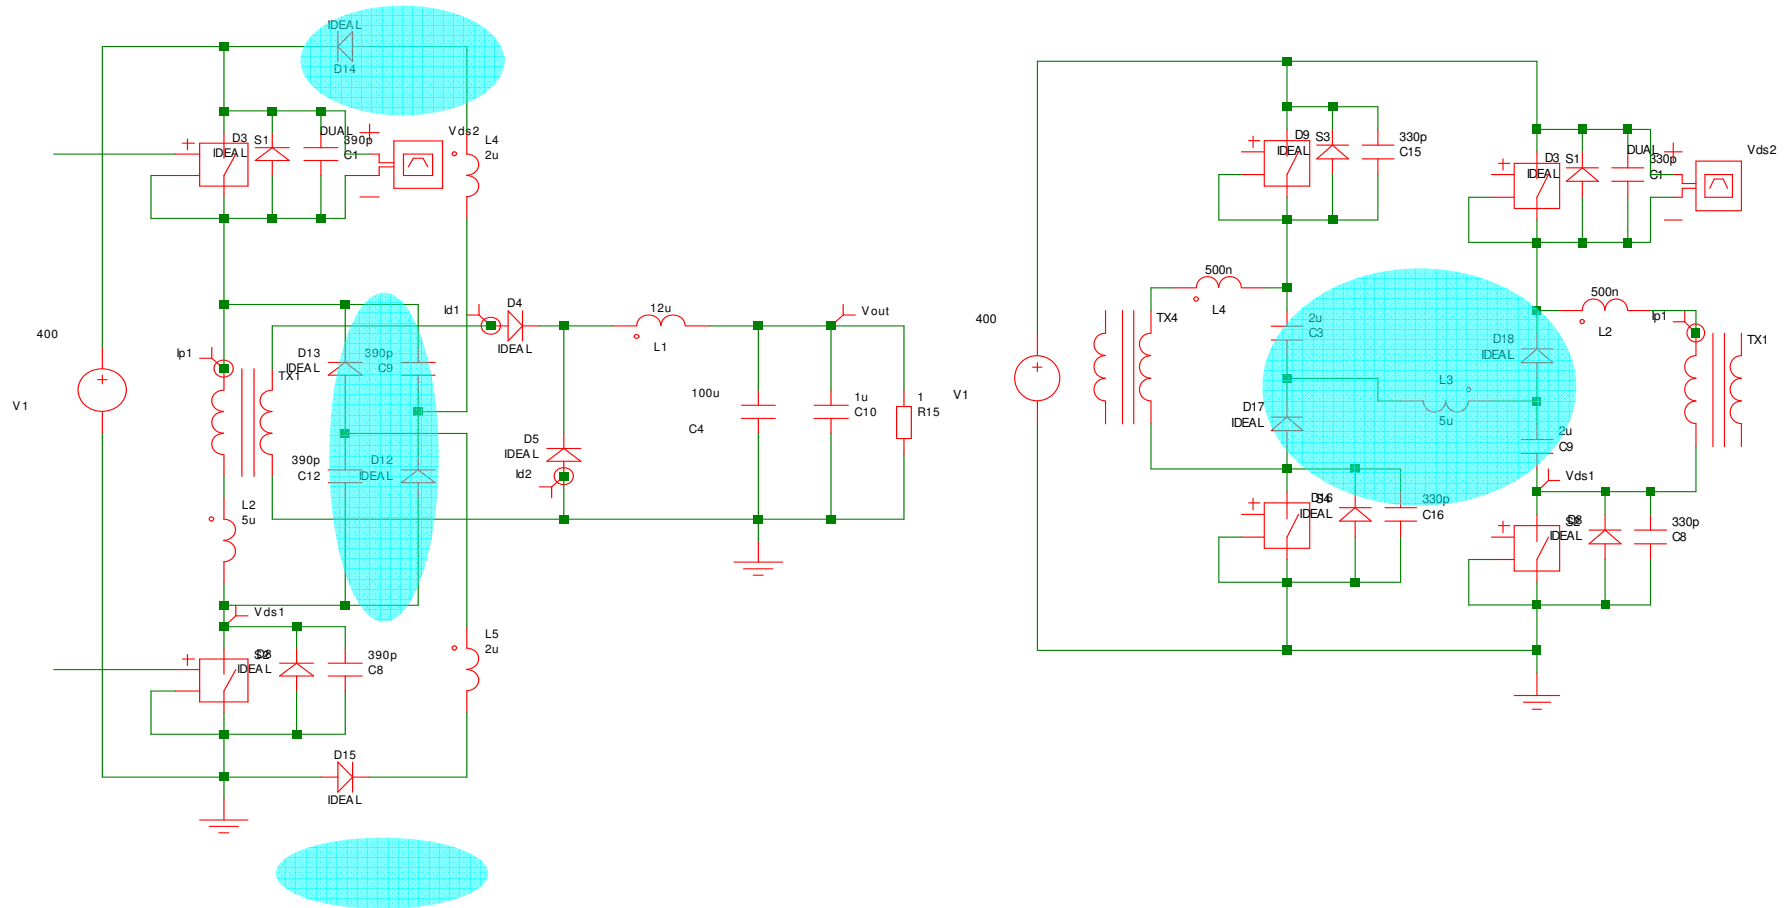 IDEAL
D14
D3
S1
IDEAL
DUAL
390p
C1
Vds2
L4
2u
400
V1
Ip1
TX1
D13
IDEAL
390p
C9
Id1
D4
IDEAL
12u
L1
Vout
100u
C4
1u
C10
1
R15
D5
IDEAL
Id2
390p
C12
D12
IDEAL
L2
5u
Vds1
IDEAL
390p
C8
L5
2u
D15
IDEAL
400
V1
D9
S3
IDEAL
330p
C15
D3
S1
IDEAL
DUAL
330p
C1
Vds2
500n
L4
TX4
2u
C3
D18
IDEAL
500n
L2
Ip1
TX1
L3
5u
D17
IDEAL
2u
C9
Vds1
IDEAL
330p
C16
IDEAL
330p
C8